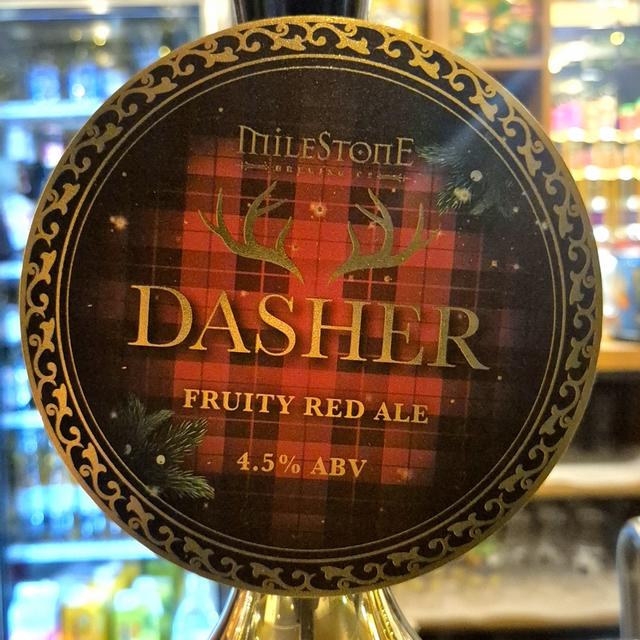 MILESTONE
BREWING CO
DASHER
FRUITY RED ALE
4.5% ABV